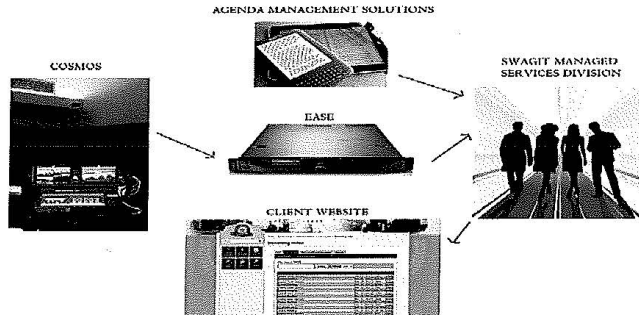 AGENDA MANAGEMENT SOLUTIONS
COSMOS
SWAGIT MANAGED
SERVICES DIVISION
EASE
CLIENT WEBSITE